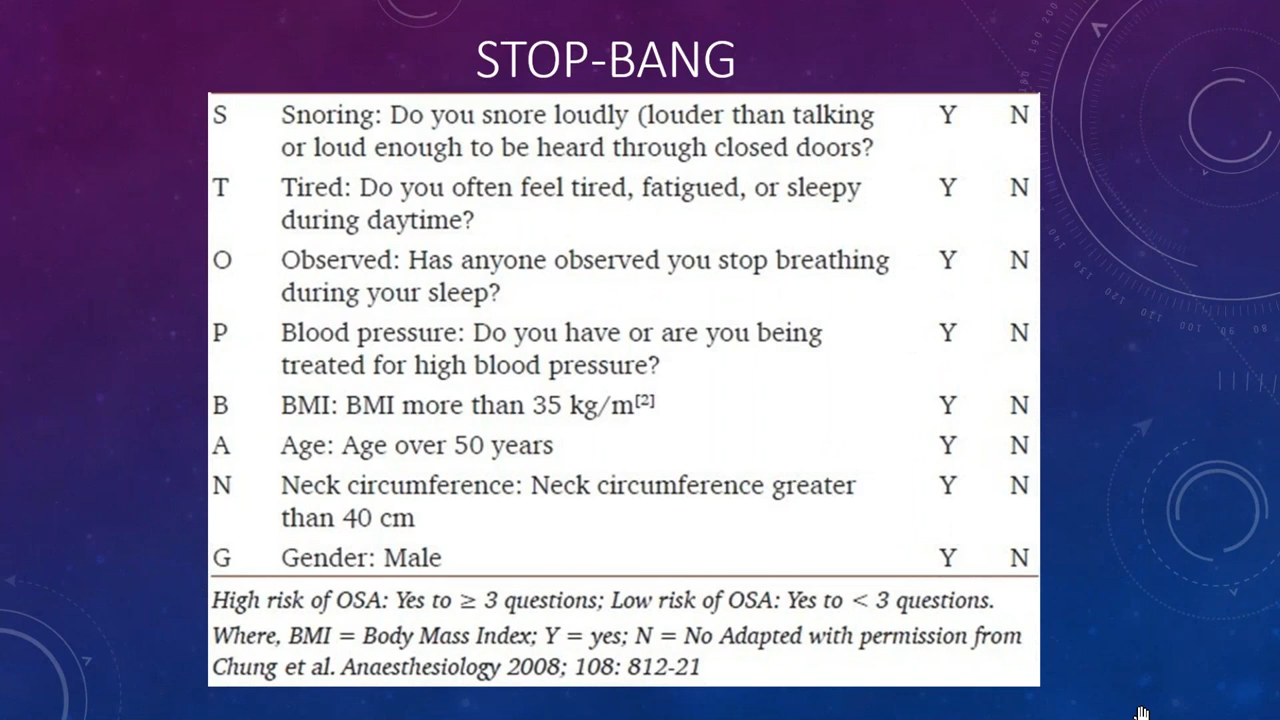 STOP-BANG
S Snoring: Do you snore loudly (louder than talking Y N
or loud enough to be heard through closed doors?
T Tired: Do you often feel tired, fatigued, or sleepy Y N
during daytime?
O Observed: Has anyone observed you stop breathing Y N
during your sleep?
P Blood pressure: Do you have or are you being Y N
treated for high blood pressure?
B BMI: BMI more than 35 kg/m[2] Y N
A Age: Age over 50 years Y N
N Neck circumference: Neck circumference greater Y N
than 40 cm
G Gender: Male Y N
High risk of OSA: Yes to ≥ 3 questions; Low risk of OSA: Yes to < 3 questions.
Where, BMI = Body Mass Index; Y = yes; N = No Adapted with permission from
Chung et al. Anaesthesiology 2008; 108: 812-21